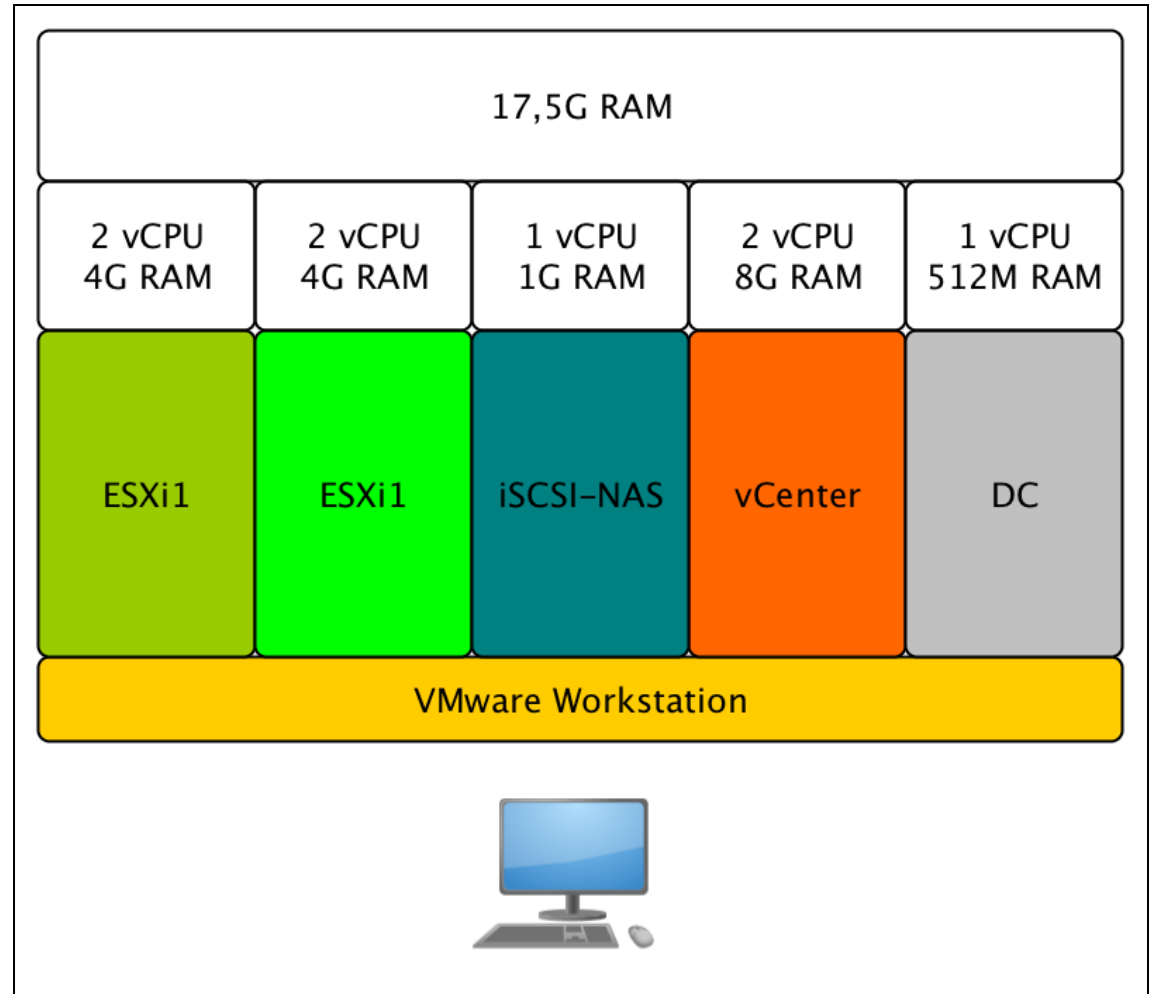 17,5G RAM
2 vCPU
4G RAM
2 vCPU
4G RAM
1 vCPU
1G RAM
2 vCPU
8G RAM
1 vCPU
512M RAM
ESXi1
ESXi1
iSCSI-NAS
vCenter
DC
VMware Workstation